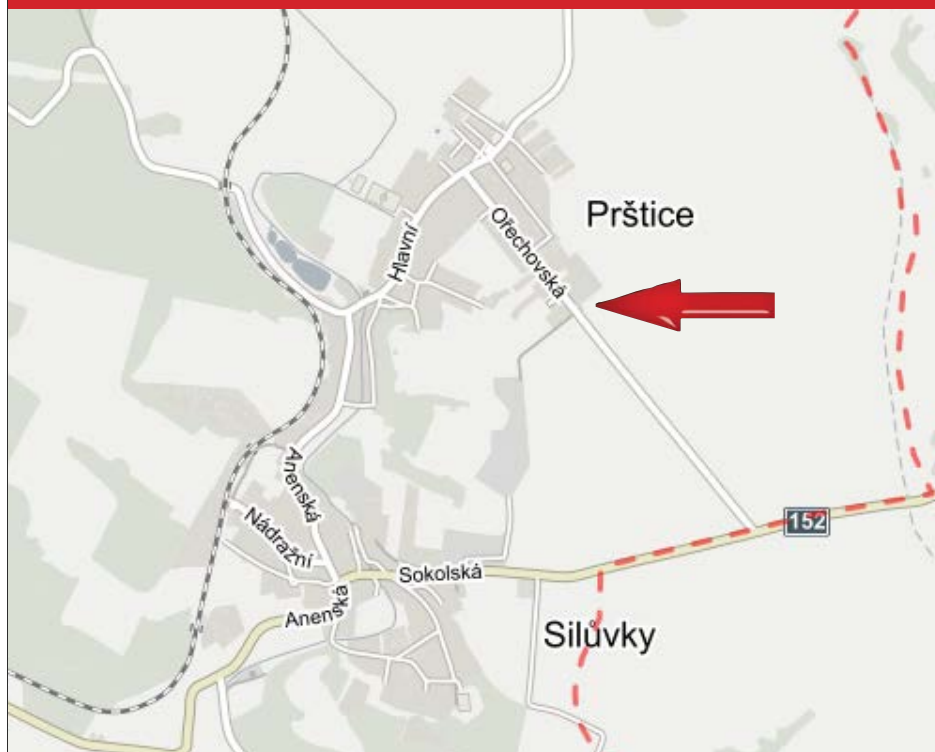 Prštice
Hlavní
Ořechovská
Anenská
Nádražní
152
Sokolská
Anenská
Silůvky